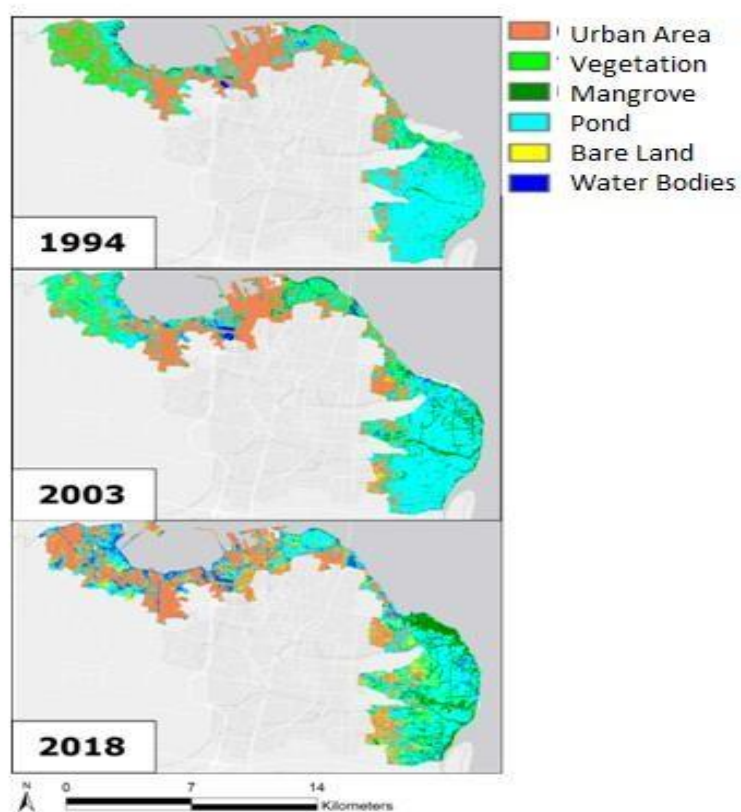 Urban Area
Vegetation
Mangrove
Pond
Bare Land
Water Bodies
1994
2003
2018
N
0 7 14
Kilometers